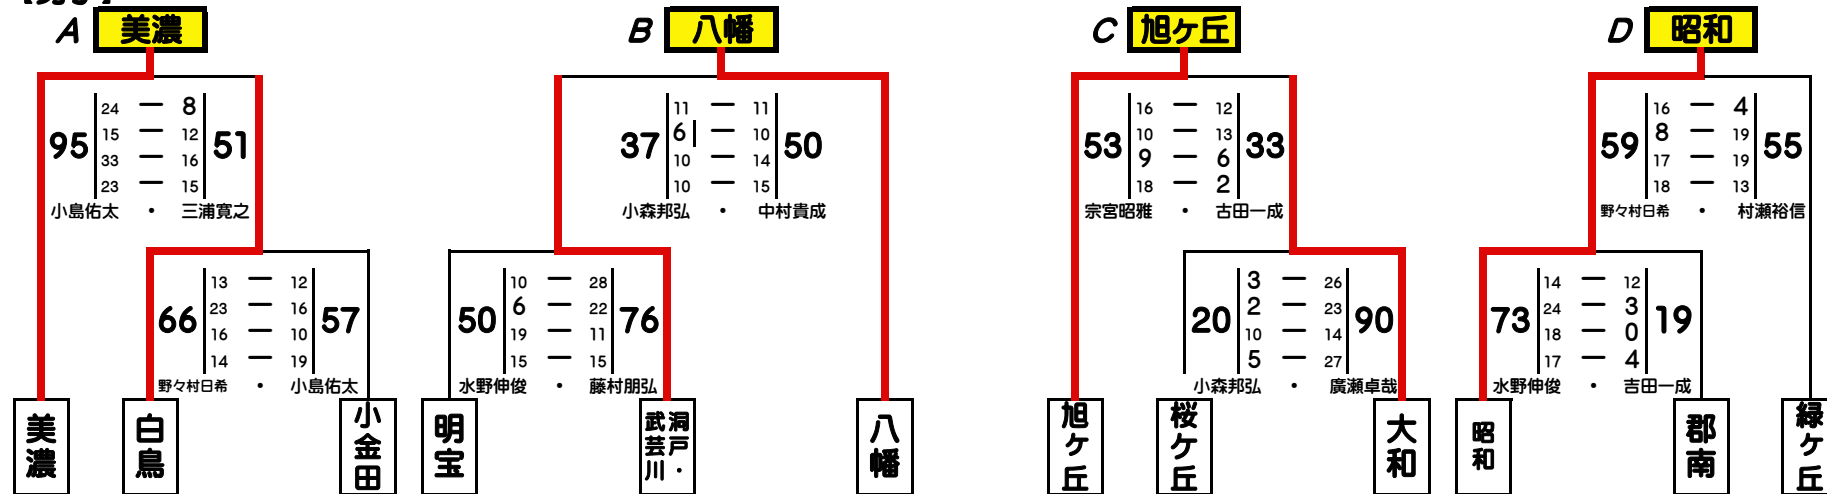 A 美濃
24 ― 8
95 15 ― 12 51
33 ― 16
23 ― 15
小島佑太 ・ 三浦寛之
13 ― 12
66 23 ― 16 57
16 ― 10
14 ― 19
野々村日希 ・ 小島佑太
美濃
白鳥
小金田
B 八幡
11 ― 11
37 6 ― 10 50
10 ― 14
10 ― 15
小森邦弘 ・ 中村貴成
10 ― 28
50 6 ― 22 76
19 ― 11
15 ― 15
水野伸俊 ・ 藤村朋弘
明宝
洞戸・
武芸川
八幡
C 旭ヶ丘
16 ― 12
53 10 ― 13 33
9 ― 6
18 ― 2
宗宮昭雅 ・ 古田一成
3 ― 26
20 2 ― 23 90
10 ― 14
5 ― 27
小森邦弘 ・ 廣瀬卓哉
旭ケ丘
桜ケ丘
大和
D 昭和
16 ― 4
59 8 ― 19 55
17 ― 19
18 ― 13
野々村日希 ・ 村瀬裕信
14 ― 12
73 24 ― 3 19
18 ― 0
17 ― 4
水野伸俊 ・ 吉田一成
昭和
郡南
緑ケ丘